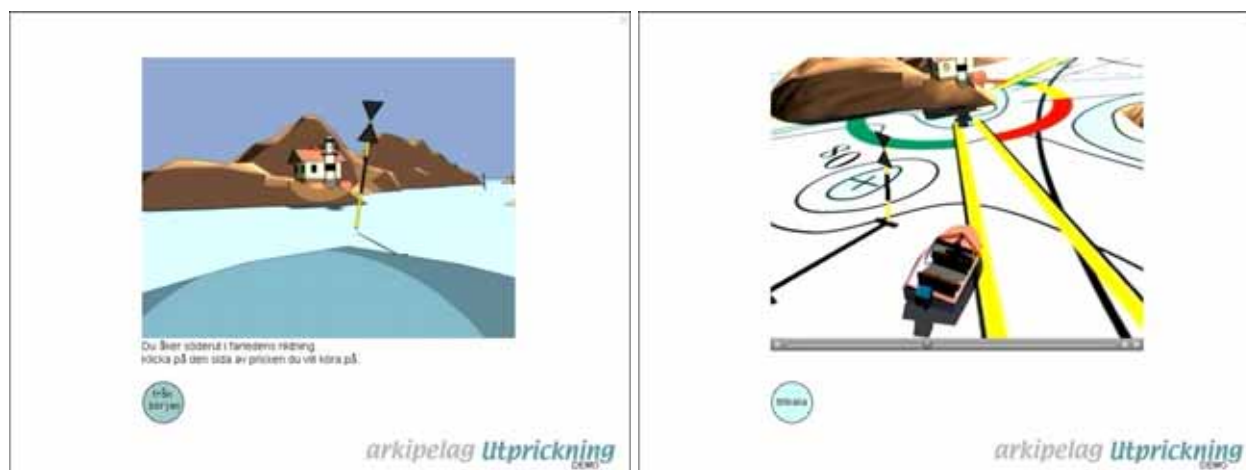 Du åker söderut i farledens riktning.
Klicka på den sida av pricken du vill köra på.
från
början
arkipelag Utprickning
DEMO
tillbaka
arkipelag Utprickning
DEMO